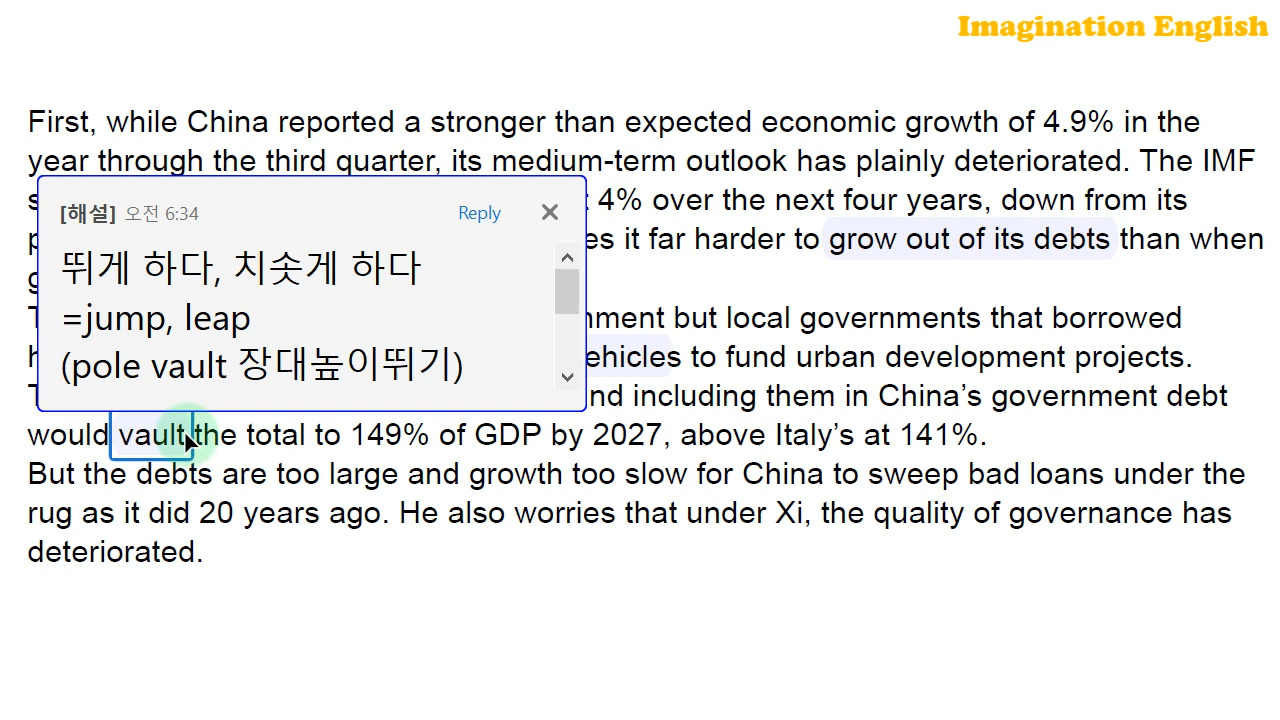 Imagination English
First, while China reported a stronger than expected economic growth of 4.9% in the
year through the third quarter, its medium-term outlook has plainly deteriorated. The IMF
4% over the next four years, down from its
it far harder to grow out of its debts than when
but local governments that borrowed
to fund urban development projects.
including them in China’s government debt
would vault the total to 149% of GDP by 2027, above Italy’s at 141%.
But the debts are too large and growth too slow for China to sweep bad loans under the
rug as it did 20 years ago. He also worries that under Xi, the quality of governance has
deteriorated.
[해설] 오전 6:34 Reply
뛰게 하다, 치솟게 하다
=jump, leap
(pole vault 장대높이뛰기)